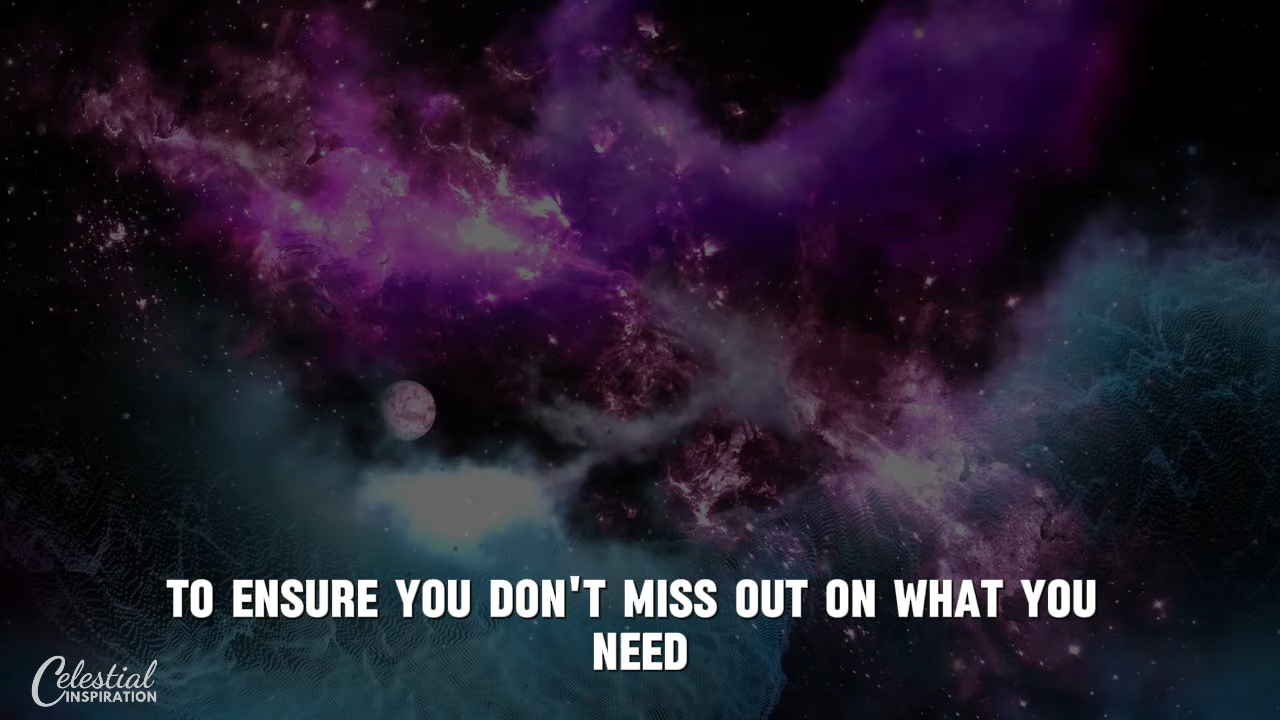 TO ENSURE YOU DON'T MISS OUT ON WHAT YOU
NEED
Celestial
INSPIRATION